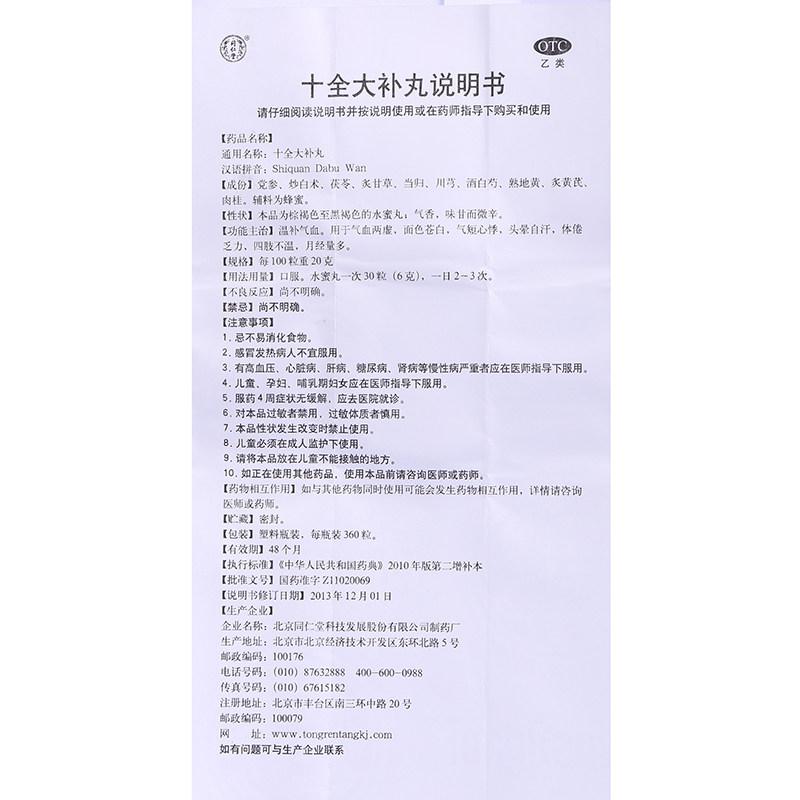 同仁堂
®
OTC
乙类
十全大补丸说明书
请仔细阅读说明书并按说明使用或在药师指导下购买和使用
【药品名称】
通用名称：十全大补丸
汉语拼音：Shiquan Dabu Wan
【成份】党参、炒白术、茯苓、炙甘草、当归、川芎、酒白芍、熟地黄、炙黄芪、
肉桂。辅料为蜂蜜。
【性状】本品为棕褐色至黑褐色的水蜜丸；气香，味甘而微辛。
【功能主治】温补气血。用于气血两虚，面色苍白，气短心悸，头晕自汗，体倦
乏力、四肢不温，月经量多。
【规格】每100粒重20克
【用法用量】口服。水蜜丸一次30粒（6克），一日2～3次。
【不良反应】尚不明确。
【禁忌】尚不明确。
【注意事项】
1. 忌不易消化食物。
2. 感冒发热病人不宜服用。
3. 有高血压、心脏病、肝病、糖尿病、肾病等慢性病严重者应在医师指导下服用。
4. 儿童、孕妇、哺乳期妇女应在医师指导下服用。
5. 服药4周症状无缓解，应去医院就诊。
6. 对本品过敏者禁用，过敏体质者慎用。
7. 本品性状发生改变时禁止使用。
8. 儿童必须在成人监护下使用。
9. 请将本品放在儿童不能接触的地方。
10. 如正在使用其他药品，使用本品前请咨询医师或药师。
【药物相互作用】如与其他药物同时使用可能会发生药物相互作用，详情请咨询
医师或药师。
【贮藏】密封。
【包装】塑料瓶装，每瓶装360粒。
【有效期】48个月
【执行标准】《中华人民共和国药典》2010年版第二增补本
【批准文号】国药准字Z11020069
【说明书修订日期】2013年12月01日
【生产企业】
企业名称：北京同仁堂科技发展股份有限公司制药厂
生产地址：北京市北京经济技术开发区东环北路5号
邮政编码：100176
电话号码：（010）87632888 400-600-0988
传真号码：（010）67615182
注册地址：北京市丰台区南三环中路20号
邮政编码：100079
网　址：www.tongrentangkj.com
如有问题可与生产企业联系